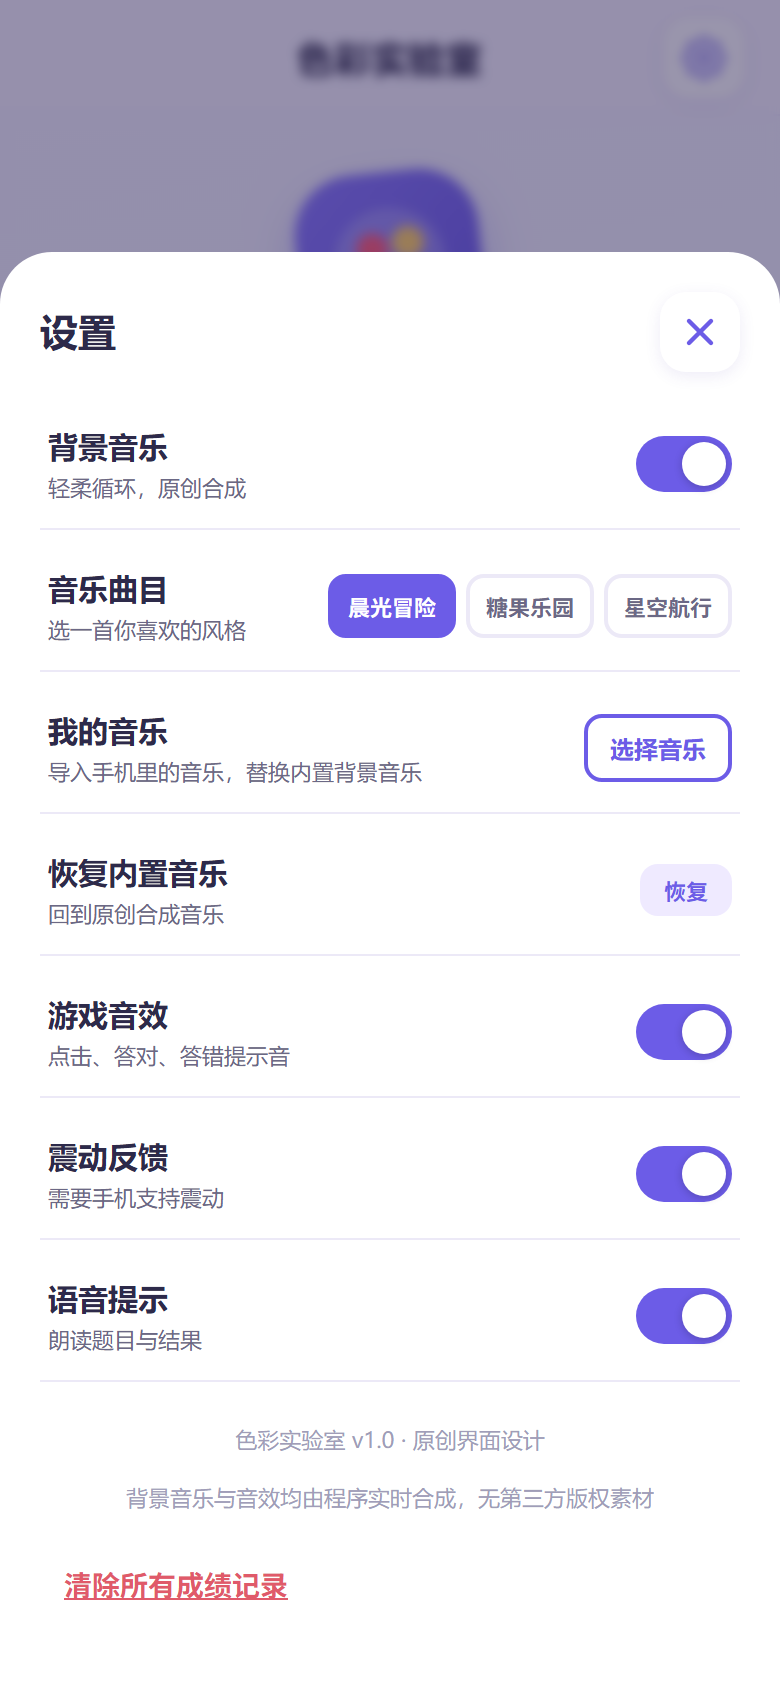 色彩实验室
设置
背景音乐
轻柔循环，原创合成
音乐曲目
选一首你喜欢的风格
晨光冒险
糖果乐园
星空航行
我的音乐
导入手机里的音乐，替换内置背景音乐
选择音乐
恢复内置音乐
回到原创合成音乐
恢复
游戏音效
点击、答对、答错提示音
震动反馈
需要手机支持震动
语音提示
朗读题目与结果
色彩实验室 v1.0 · 原创界面设计
背景音乐与音效均由程序实时合成，无第三方版权素材
清除所有成绩记录